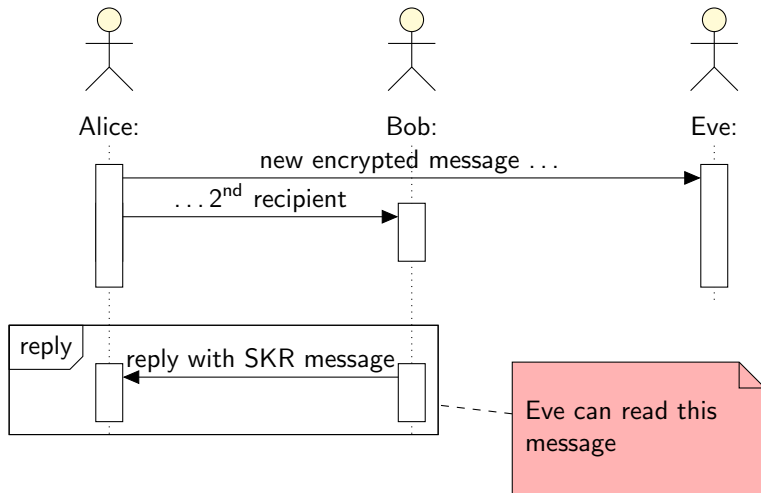 Alice:
Bob:
Eve:
new encrypted message . . .
. . . 2nd recipient
reply
reply with SKR message
Eve can read this
message